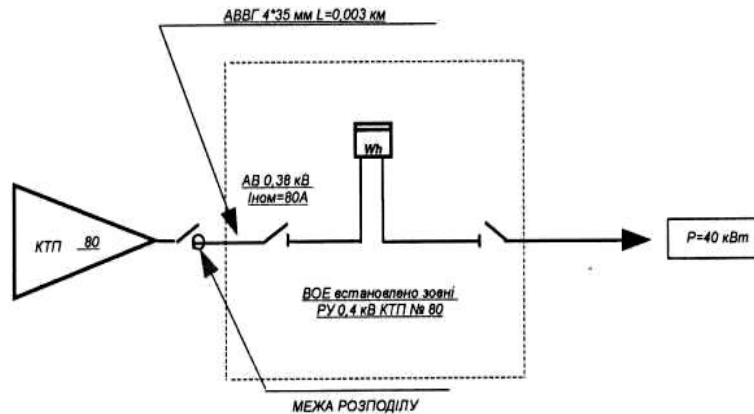 АВВГ 4*35 мм L=0,003 км
Wh
АВ 0,38 кВ
Іном=80А
КТП 80
Р=40 кВт
ВОЕ встановлено зовні
РУ 0,4 кВ КТП № 80
МЕЖА РОЗПОДІЛУ